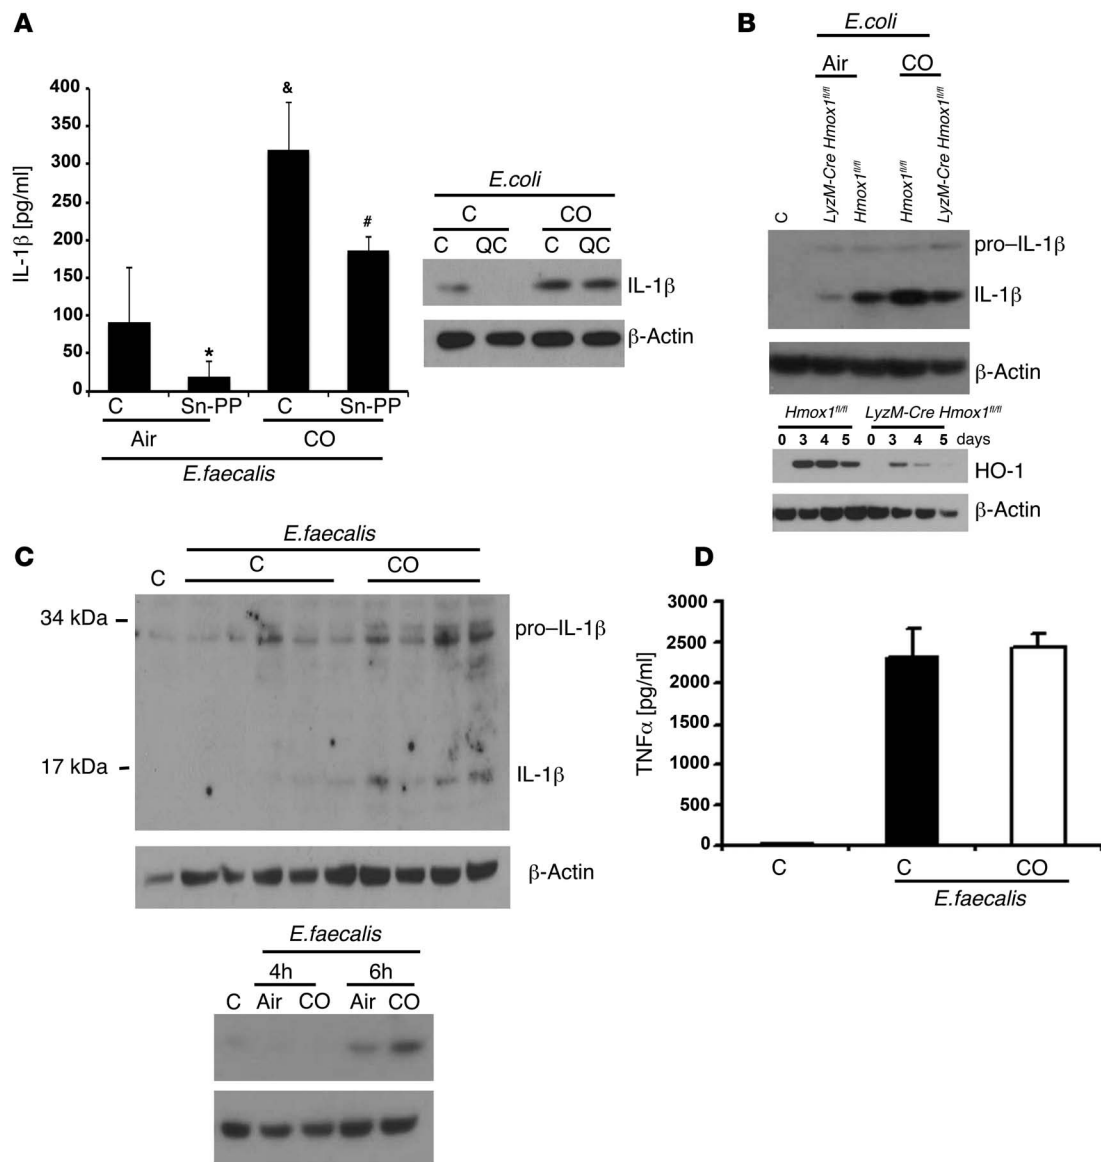 A
IL-1β [pg/ml]
400
350
300
250
200
150
100
50
0
&
*
#
C
Sn-PP
C
Sn-PP
Air
CO
E.faecalis
E.coli
C
CO
C QC C QC
IL-1β
β-Actin
B
E.coli
Air
CO
C
LyzM-Cre Hmox1fl/fl
Hmox1fl/fl
Hmox1fl/fl
LyzM-Cre Hmox1fl/fl
pro–IL-1β
IL-1β
β-Actin
Hmox1fl/fl LyzM-Cre Hmox1fl/fl
0 3 4 5 0 3 4 5 days
HO-1
β-Actin
C
E.faecalis
C
C
CO
34 kDa
pro–IL-1β
17 kDa
IL-1β
β-Actin
E.faecalis
4h 6h
C Air CO Air CO
D
TNFα [pg/ml]
3000
2500
2000
1500
1000
500
0
C
C
CO
E.faecalis